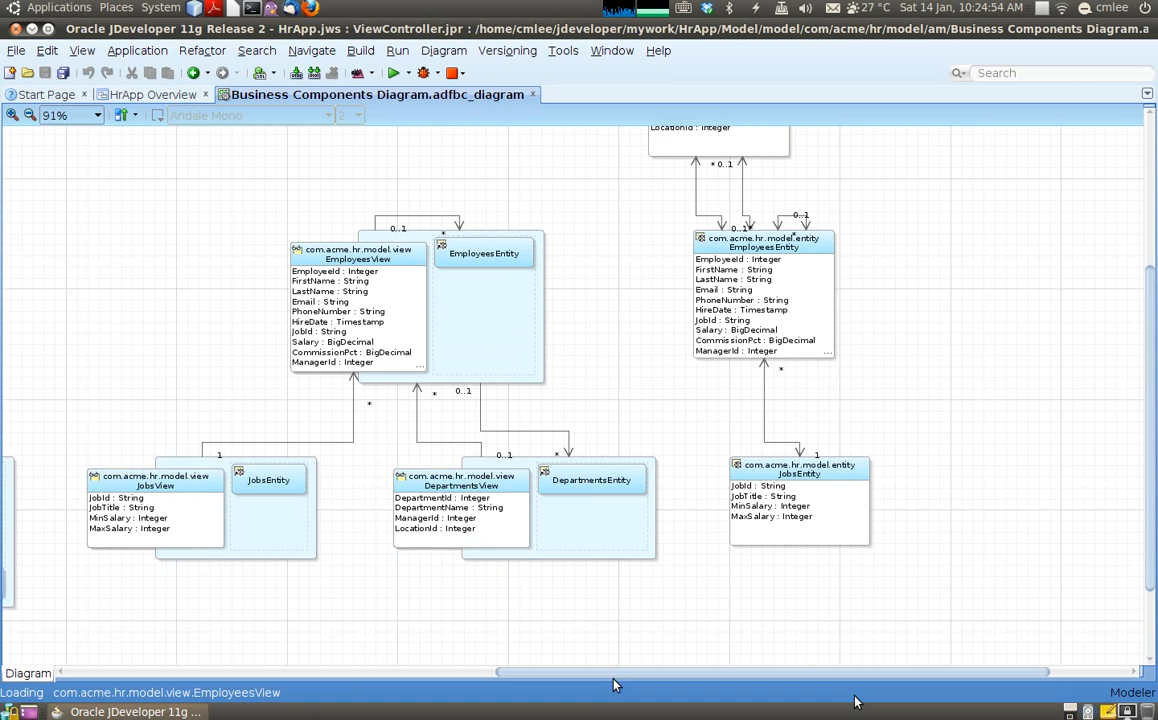 Applications Places System 27 °C Sat 14 Jan, 10:24:54 AM cmlee
Oracle JDeveloper 11g Release 2 - HrApp.jws : ViewController.jpr : /home/cmlee/jdeveloper/mywork/HrApp/Model/model/com/acme/hr/model/am/Business Components Diagram.a
File Edit View Application Refactor Search Navigate Build Run Diagram Versioning Tools Window Help
Search
Start Page HrApp Overview Business Components Diagram.adfbc_diagram
91% Andale Mono 2
LocationId : Integer
* 0..1
0..1
*
0..1
*
0..1
*
com.acme.hr.model.view
EmployeesView
EmployeeId : Integer
FirstName : String
LastName : String
Email : String
PhoneNumber : String
HireDate : Timestamp
JobId : String
Salary : BigDecimal
CommissionPct : BigDecimal
ManagerId : Integer
...
EmployeesEntity
com.acme.hr.model.entity
EmployeesEntity
EmployeeId : Integer
FirstName : String
LastName : String
Email : String
PhoneNumber : String
HireDate : Timestamp
JobId : String
Salary : BigDecimal
CommissionPct : BigDecimal
ManagerId : Integer
...
*
*
*
0..1
1
0..1
*
1
com.acme.hr.model.view
JobsView
JobId : String
JobTitle : String
MinSalary : Integer
MaxSalary : Integer
JobsEntity
com.acme.hr.model.view
DepartmentsView
DepartmentId : Integer
DepartmentName : String
ManagerId : Integer
LocationId : Integer
DepartmentsEntity
com.acme.hr.model.entity
JobsEntity
JobId : String
JobTitle : String
MinSalary : Integer
MaxSalary : Integer
Diagram
Loading com.acme.hr.model.view.EmployeesView Modeler
Oracle JDeveloper 11g ...